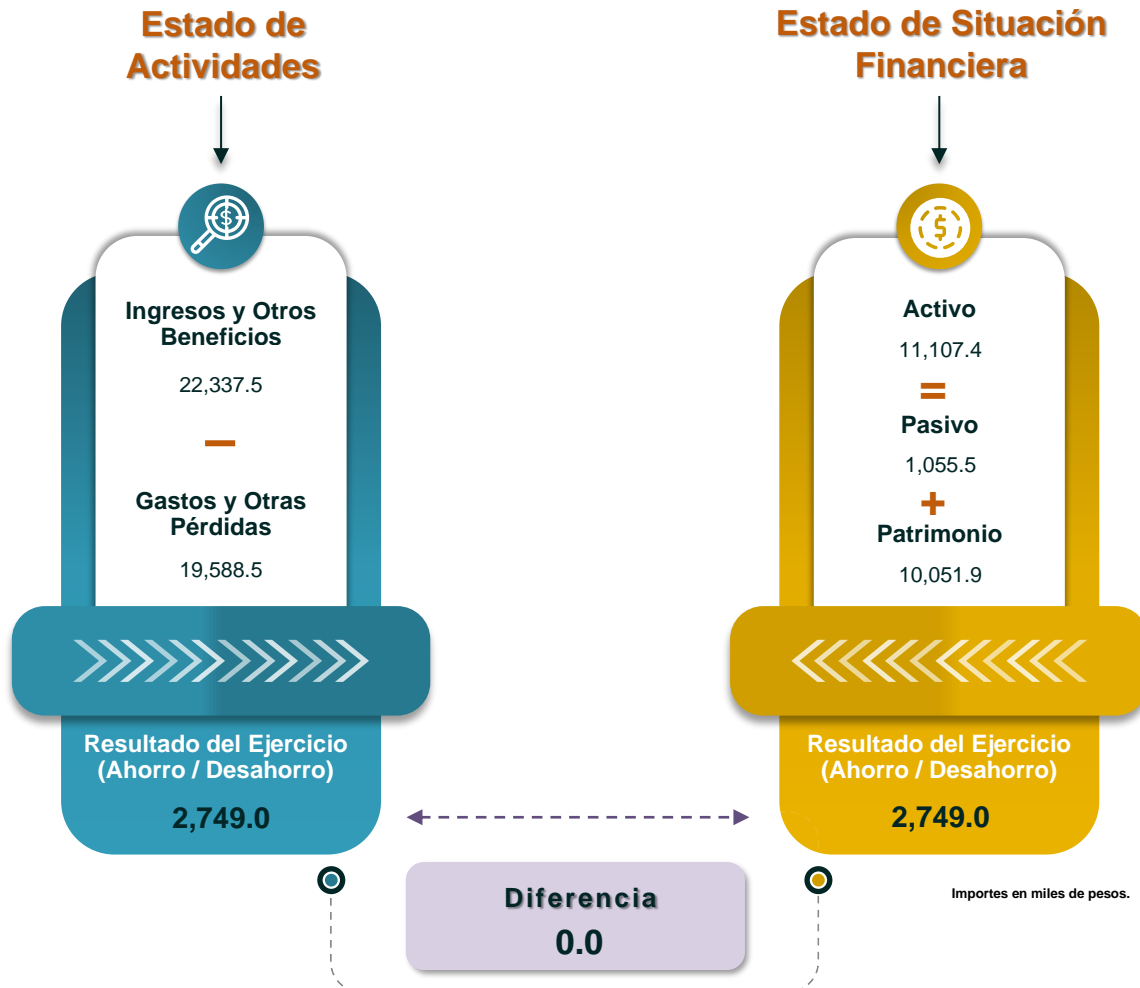 Estado de
Actividades
Ingresos y Otros
Beneficios
22,337.5
–
Gastos y Otras
Pérdidas
19,588.5
Resultado del Ejercicio
(Ahorro / Desahorro)
2,749.0
Estado de Situación
Financiera
$
Activo
11,107.4
=
Pasivo
1,055.5
+
Patrimonio
10,051.9
Resultado del Ejercicio
(Ahorro / Desahorro)
2,749.0
Diferencia
0.0
Importes en miles de pesos.